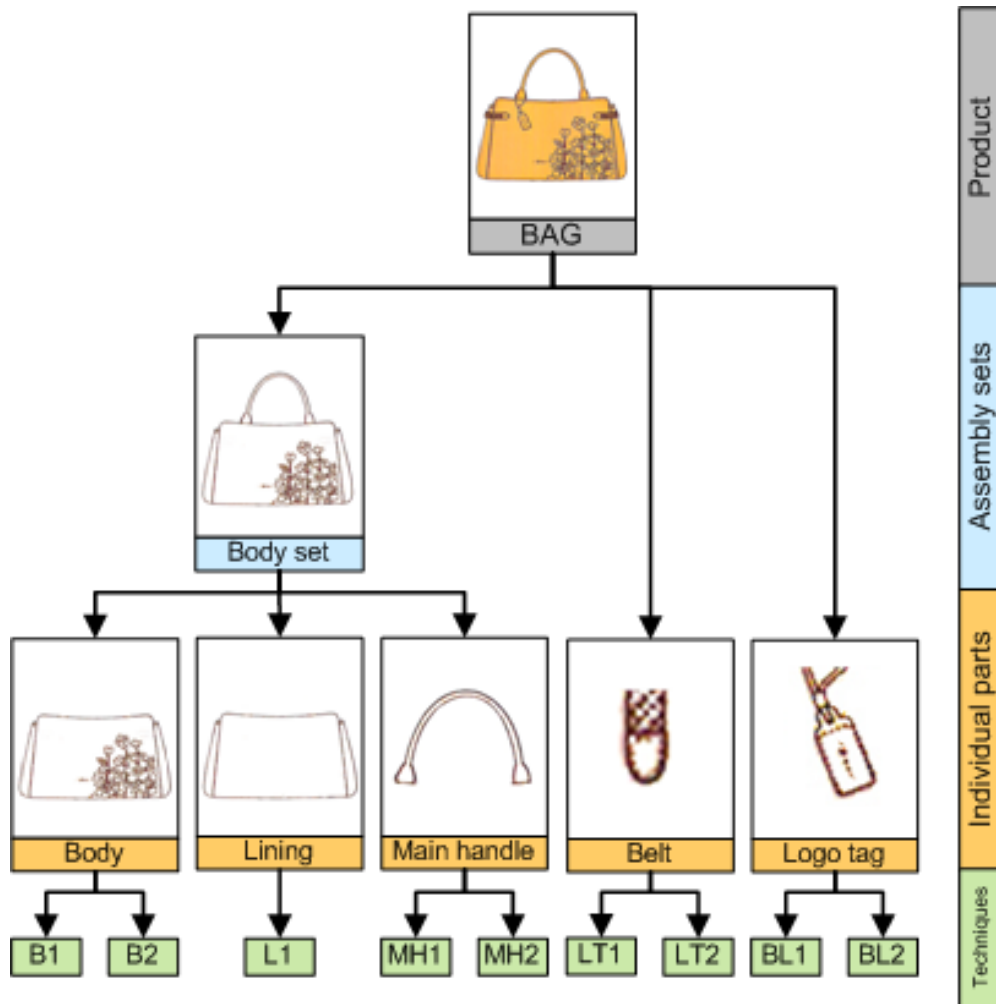 BAG
Product
Body set
Assembly sets
Body
Lining
Main handle
Belt
Logo tag
Individual parts
B1
B2
L1
MH1
MH2
LT1
LT2
BL1
BL2
Techniques